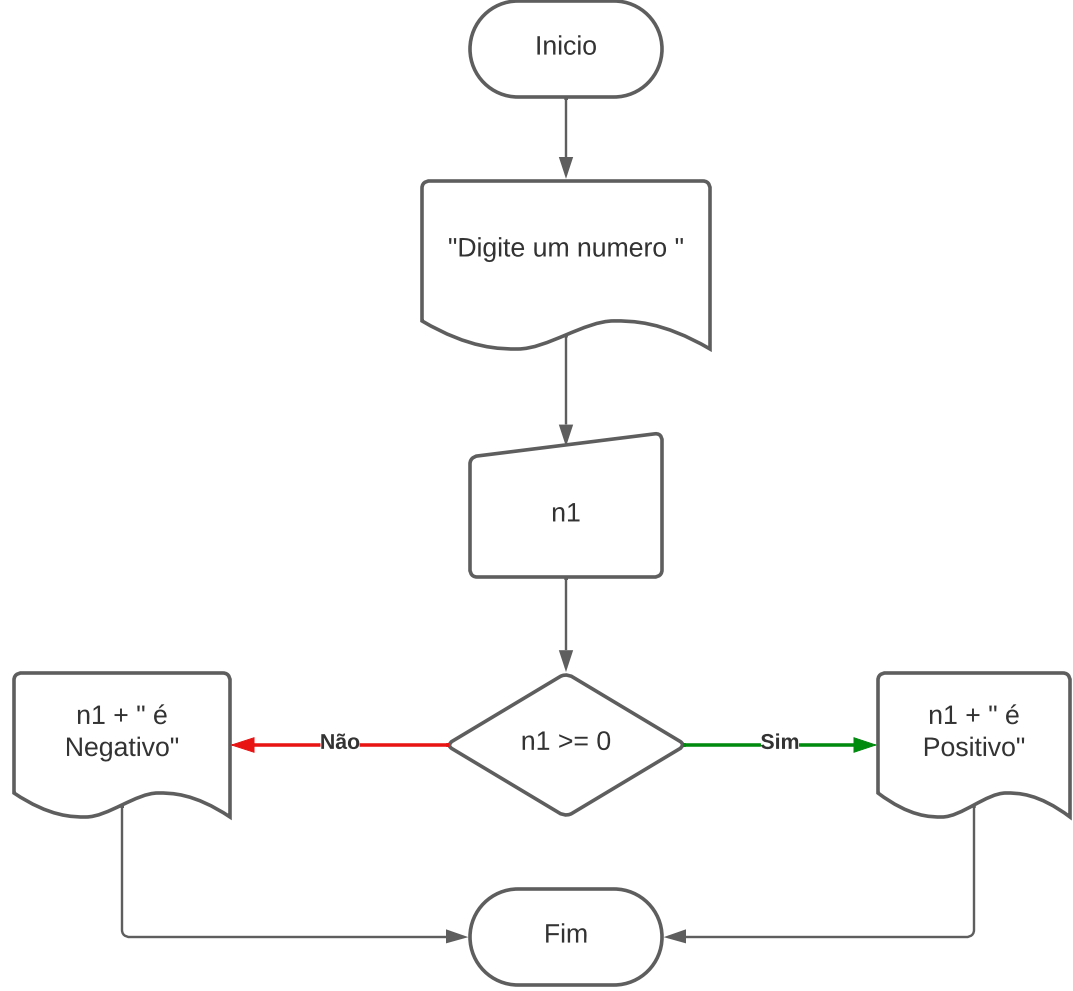 Inicio
"Digite um numero "
n1
n1 >= 0
Não
Sim
n1 + " é
Negativo"
n1 + " é
Positivo"
Fim